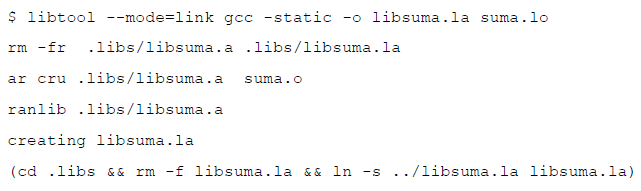 $ libtool --mode=link gcc -static -o libsuma.la suma.lo
rm -fr  .libs/libsuma.a .libs/libsuma.la
ar cru .libs/libsuma.a  suma.o
ranlib .libs/libsuma.a
creating libsuma.la
(cd .libs && rm -f libsuma.la && ln -s ../libsuma.la libsuma.la)